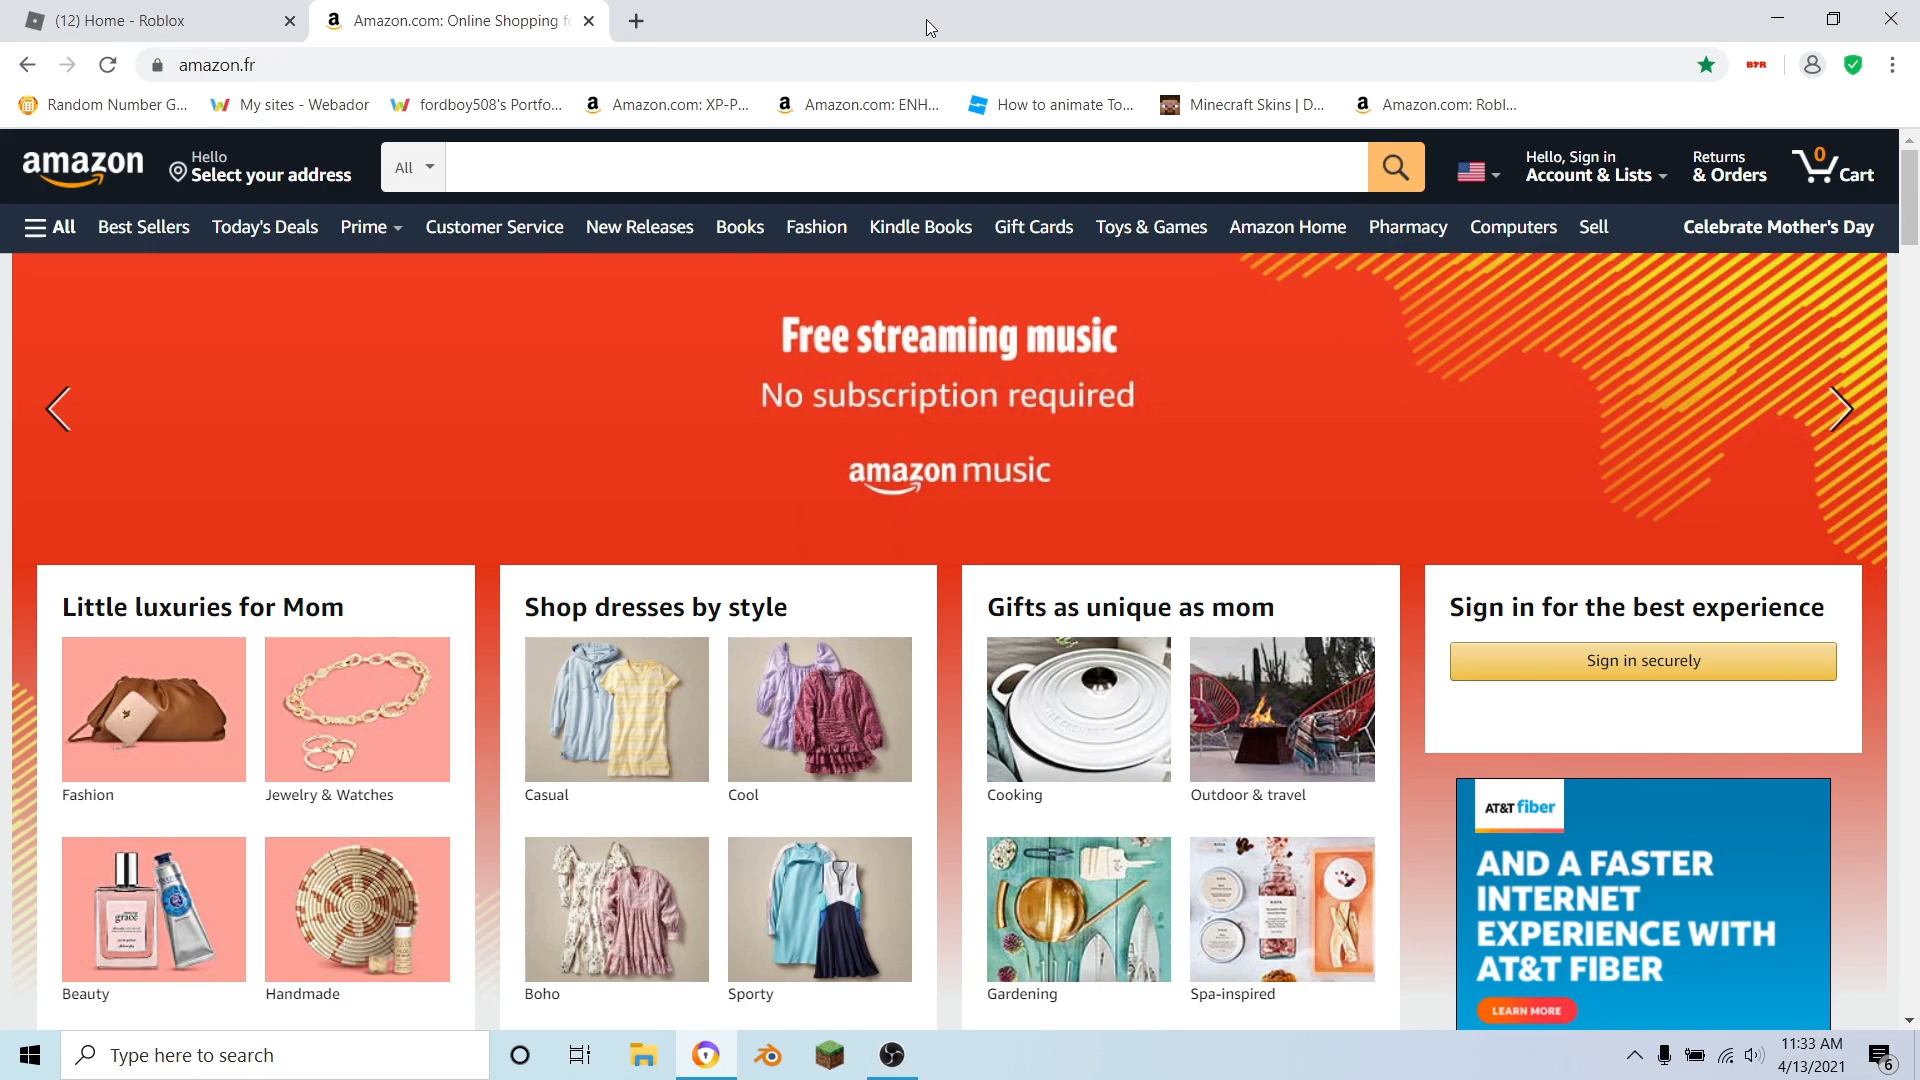 (12) Home - Roblox
Amazon.com: Online Shopping fo
amazon.fr
BTR
Random Number G...
My sites - Webador
fordboy508's Portfo...
Amazon.com: XP-P...
Amazon.com: ENH...
How to animate To...
Minecraft Skins | D...
Amazon.com: Robl...
amazon
Hello
Select your address
All
Hello, Sign in
Account & Lists
Returns
& Orders
0
Cart
All
Best Sellers
Today's Deals
Prime
Customer Service
New Releases
Books
Fashion
Kindle Books
Gift Cards
Toys & Games
Amazon Home
Pharmacy
Computers
Sell
Celebrate Mother's Day
Free streaming music
No subscription required
amazon music
Little luxuries for Mom
Fashion
Jewelry & Watches
grace
Beauty
Handmade
Shop dresses by style
Casual
Cool
Boho
Sporty
Gifts as unique as mom
Cooking
Outdoor & travel
Gardening
Spa-inspired
Sign in for the best experience
Sign in securely
AT&T fiber
AND A FASTER
INTERNET
EXPERIENCE WITH
AT&T FIBER
LEARN MORE
Type here to search
11:33 AM
4/13/2021
6